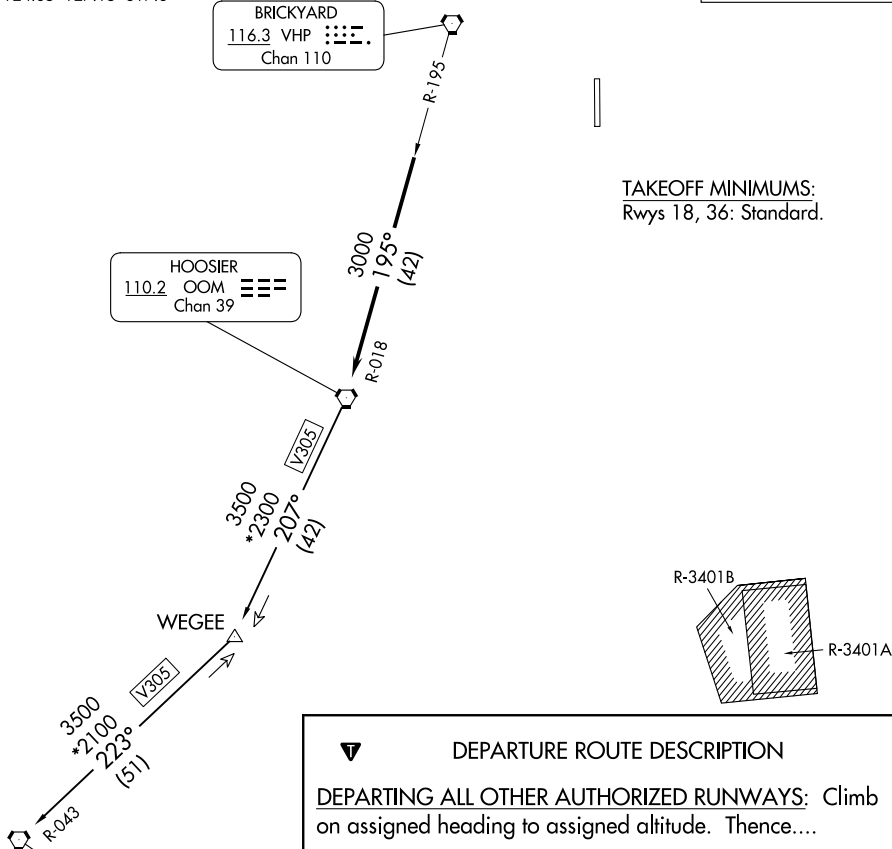 BRICKYARD
116.3 VHP
Chan 110
R-195
TAKEOFF MINIMUMS:
Rwys 18, 36: Standard.
3000
195°
(42)
HOOSIER
110.2 OOM
Chan 39
R-018
V305
3500
*2300
207°
(42)
R-3401B
WEGEE
R-3401A
V305
3500
*2100
223°
(51)
R-043
T
DEPARTURE ROUTE DESCRIPTION
DEPARTING ALL OTHER AUTHORIZED RUNWAYS: Climb
on assigned heading to assigned altitude. Thence....